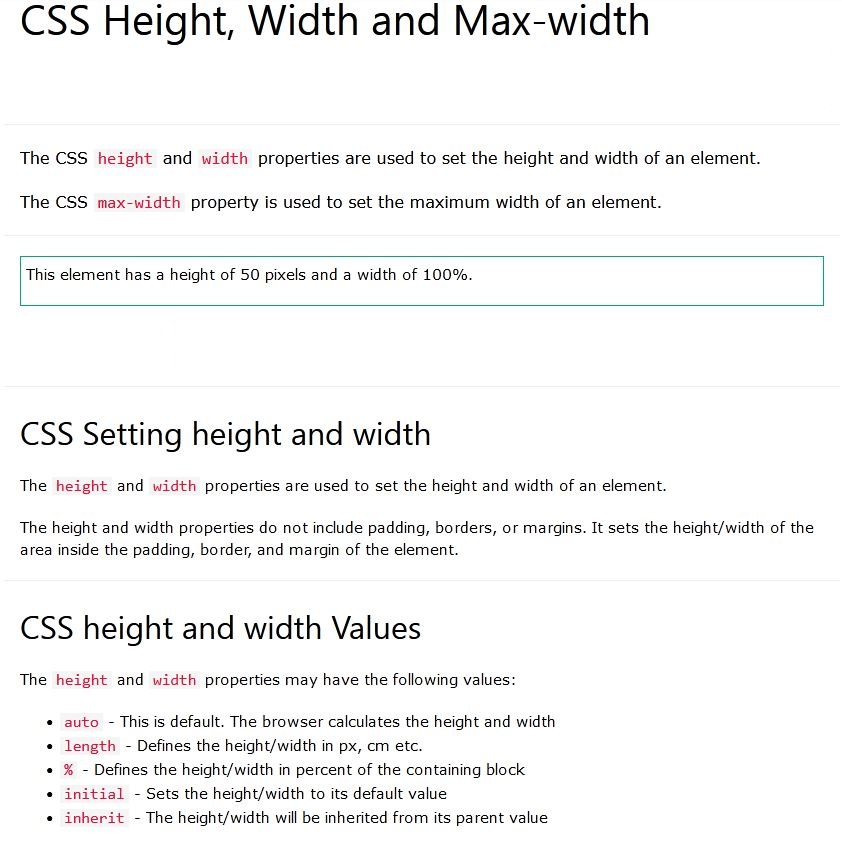 CSS Height, Width and Max-width
The CSS height and width properties are used to set the height and width of an element.
The CSS max-width property is used to set the maximum width of an element.
This element has a height of 50 pixels and a width of 100%.
CSS Setting height and width
The height and width properties are used to set the height and width of an element.
The height and width properties do not include padding, borders, or margins. It sets the height/width of the
area inside the padding, border, and margin of the element.
CSS height and width Values
The height and width properties may have the following values:
• auto - This is default. The browser calculates the height and width
• length - Defines the height/width in px, cm etc.
• % - Defines the height/width in percent of the containing block
• initial - Sets the height/width to its default value
• inherit - The height/width will be inherited from its parent value